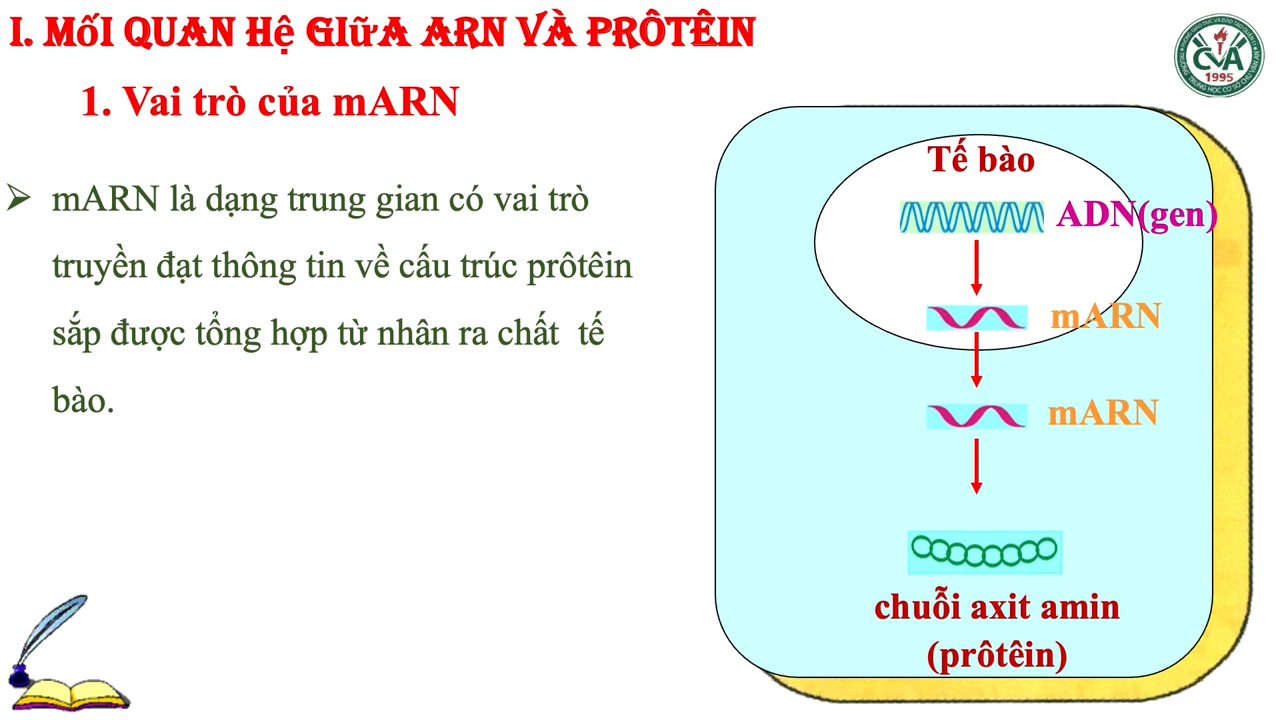 I. MốI QUAN Hệ GIữA ARN VÀ PRÔTÊIN
1. Vai trò của mARN
mARN là dạng trung gian có vai trò
truyền đạt thông tin về cấu trúc prôtêin
sắp được tổng hợp từ nhân ra chất tế
bào.
Tế bào
ADN(gen)
mARN
mARN
chuỗi axit amin
(prôtêin)
CVA
1995